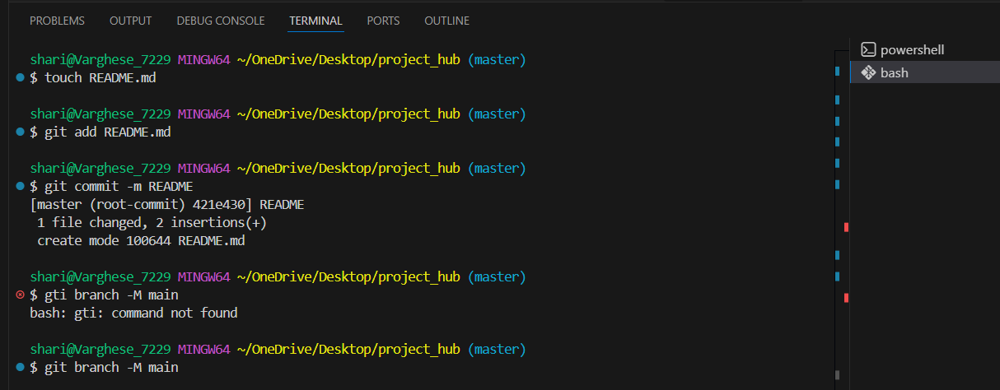 PROBLEMS OUTPUT DEBUG CONSOLE TERMINAL PORTS OUTLINE
shari@Varghese_7229 MINGW64 ~/OneDrive/Desktop/project_hub (master)
$ touch README.md
shari@Varghese_7229 MINGW64 ~/OneDrive/Desktop/project_hub (master)
$ git add README.md
shari@Varghese_7229 MINGW64 ~/OneDrive/Desktop/project_hub (master)
$ git commit -m README
[master (root-commit) 421e430] README
1 file changed, 2 insertions(+)
create mode 100644 README.md
shari@Varghese_7229 MINGW64 ~/OneDrive/Desktop/project_hub (master)
$ gti branch -M main
bash: gti: command not found
shari@Varghese_7229 MINGW64 ~/OneDrive/Desktop/project_hub (master)
$ git branch -M main
powershell
bash